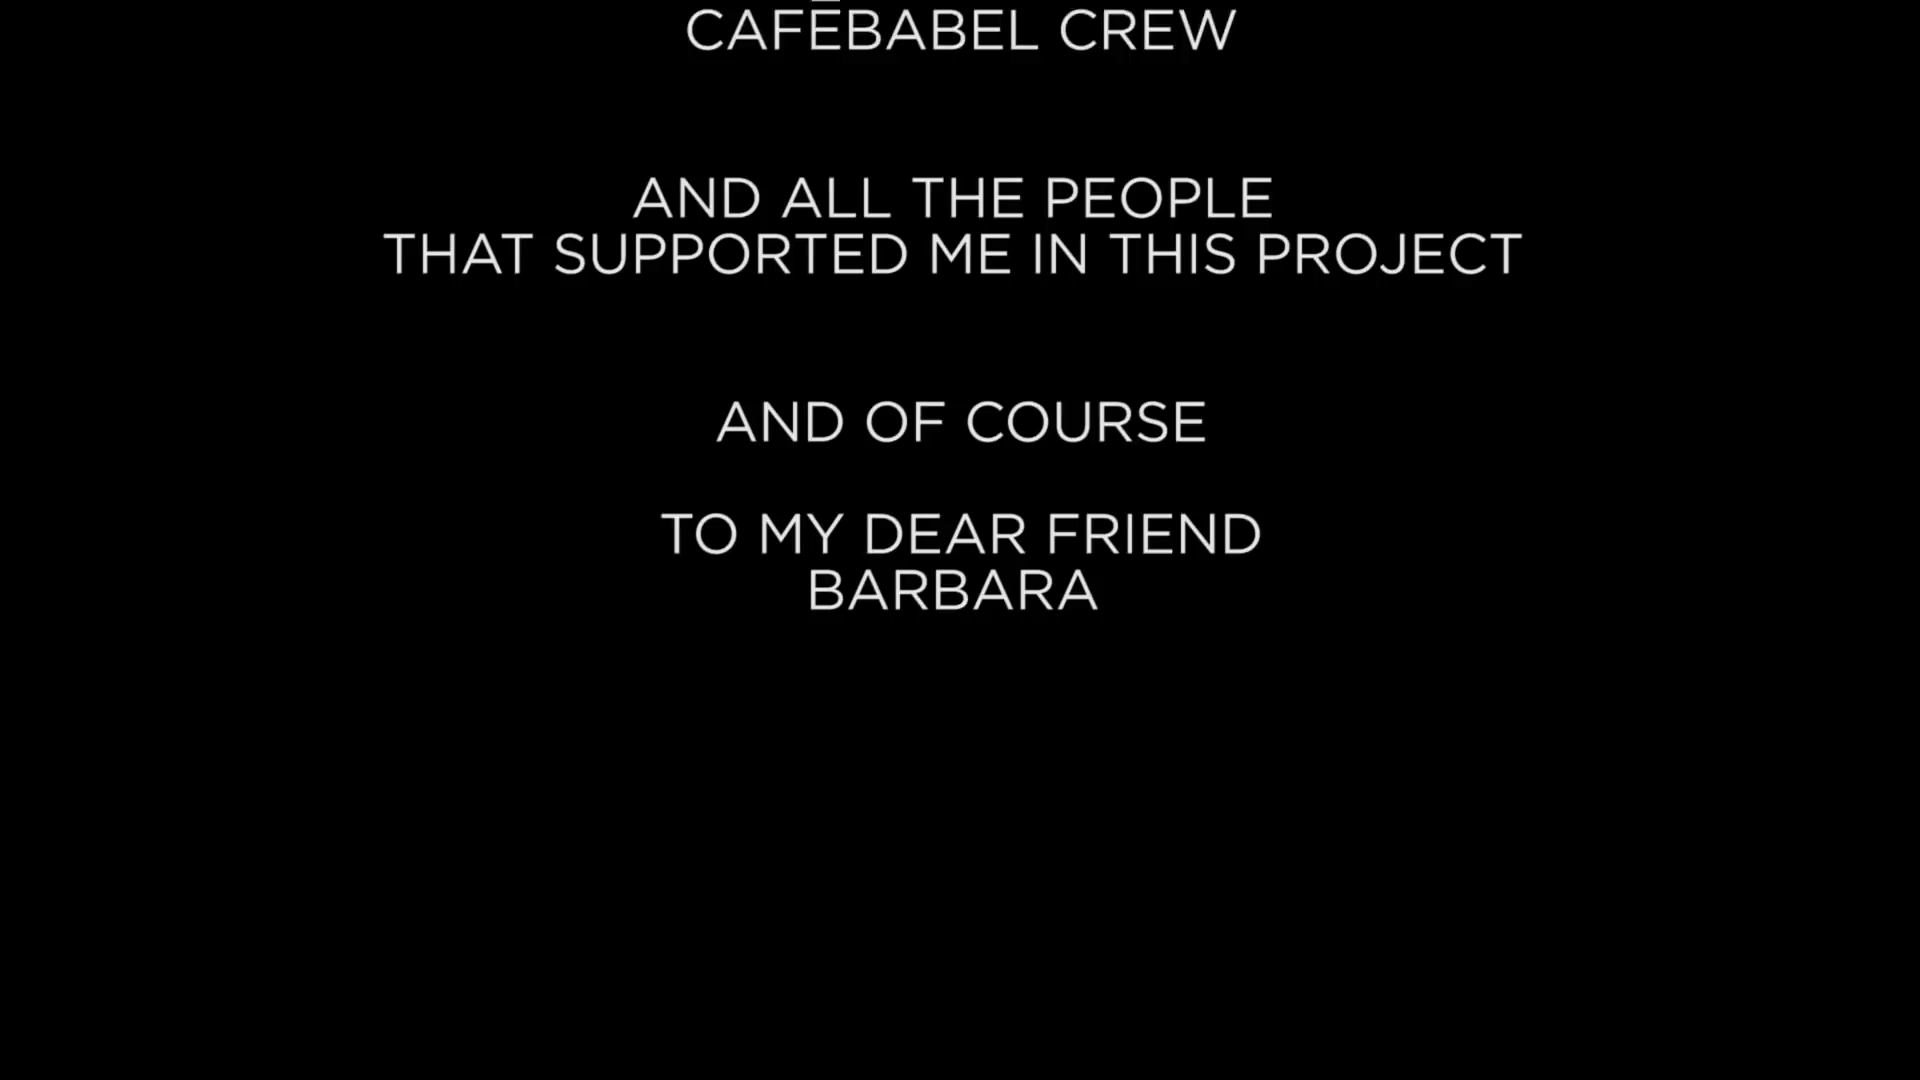 CAFĒBABEL CREW
AND ALL THE PEOPLE
THAT SUPPORTED ME IN THIS PROJECT
AND OF COURSE
TO MY DEAR FRIEND
BARBARA